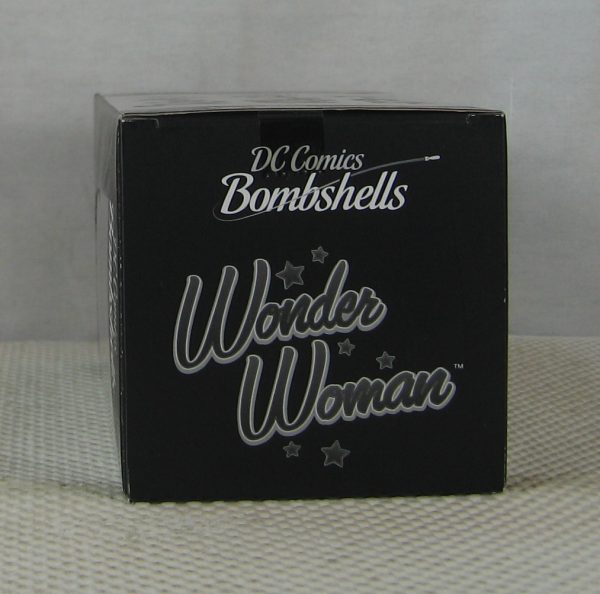 DC Comics
Bombshells
Wonder
Woman™